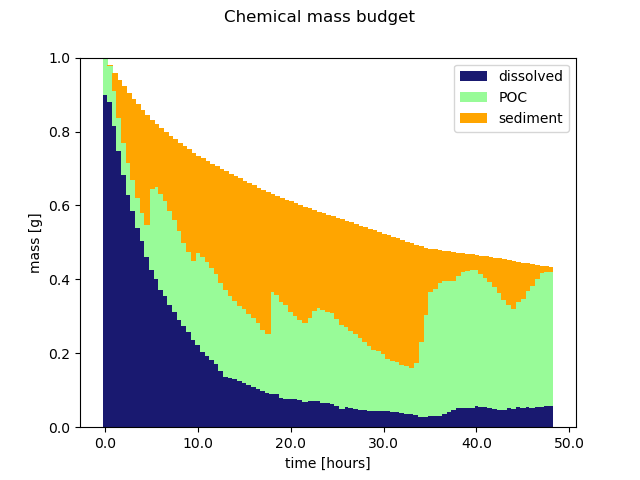 Chemical mass budget
1.0
0.8
0.6
0.4
0.2
0.0
mass [g]
dissolved
POC
sediment
0.0 10.0 20.0 30.0 40.0 50.0
time [hours]